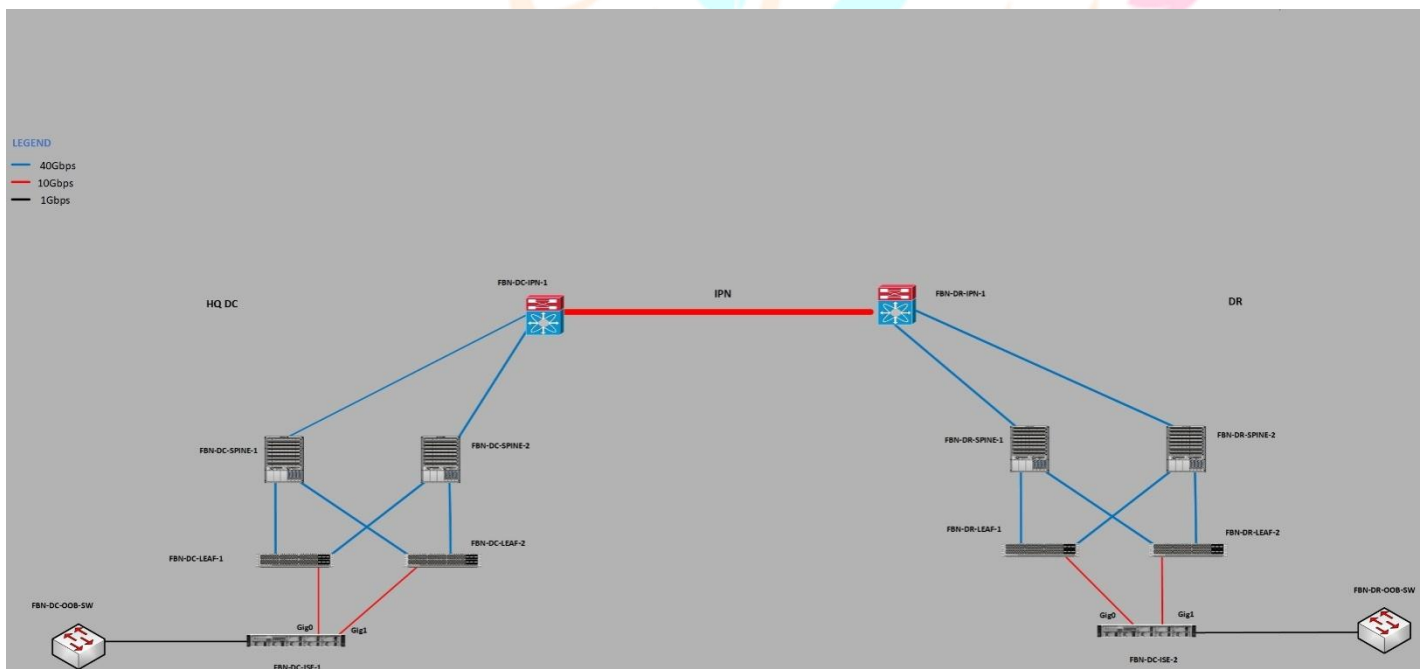 LEGEND
40Gbps
10Gbps
1Gbps
FBN-DC-IPN-1
IPN
FBN-DR-IPN-1
HQ DC
DR
FBN-DC-SPINE-1
FBN-DC-SPINE-2
FBN-DR-SPINE-1
FBN-DR-SPINE-2
FBN-DC-LEAF-1
FBN-DC-LEAF-2
FBN-DR-LEAF-1
FBN-DR-LEAF-2
FBN-DC-OOB-SW
Gig0
Gig1
FBN-DC-ISE-1
Gig0
Gig1
FBN-DR-OOB-SW
FBN-DC-ISE-2